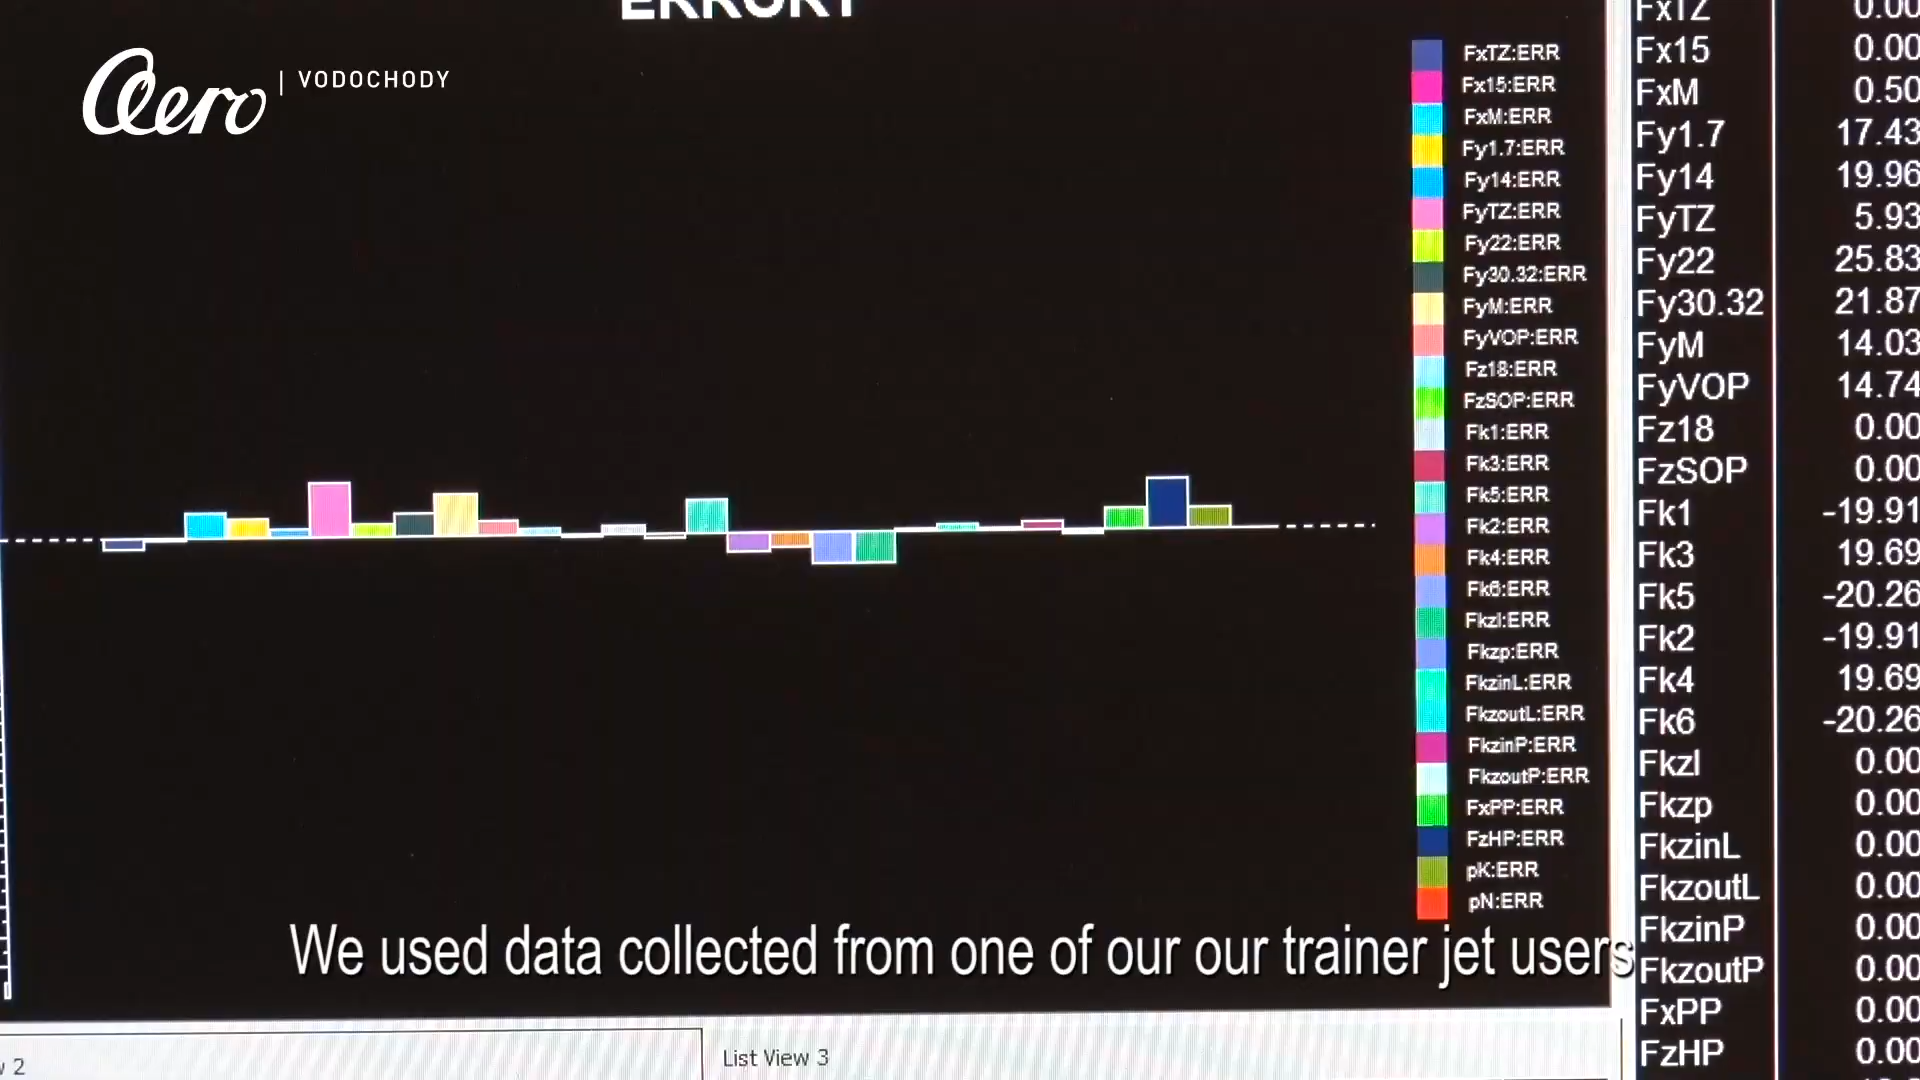 ERRORY
Aero | VODOCHODY
FxTZ:ERR
Fx15:ERR
FxM:ERR
Fy1.7:ERR
Fy14:ERR
FyTZ:ERR
Fy22:ERR
Fy30.32:ERR
FyM:ERR
FyVOP:ERR
Fz18:ERR
FzSOP:ERR
Fk1:ERR
Fk3:ERR
Fk5:ERR
Fk2:ERR
Fk4:ERR
Fk6:ERR
Fkzl:ERR
Fkzp:ERR
FkzinL:ERR
FkzoutL:ERR
FkzinP:ERR
FkzoutP:ERR
FxPP:ERR
FzHP:ERR
pK:ERR
pN:ERR
FxTZ 0.00
Fx15 0.00
FxM 0.50
Fy1.7 17.43
Fy14 19.96
FyTZ 5.93
Fy22 25.83
Fy30.32 21.87
FyM 14.03
FyVOP 14.74
Fz18 0.00
FzSOP 0.00
Fk1 -19.91
Fk3 19.69
Fk5 -20.26
Fk2 -19.91
Fk4 19.69
Fk6 -20.26
Fkzl 0.00
Fkzp 0.00
FkzinL 0.00
FkzoutL 0.00
FkzinP 0.00
FkzoutP 0.00
FxPP 0.00
FzHP 0.00
We used data collected from one of our our trainer jet users
2
List View 3